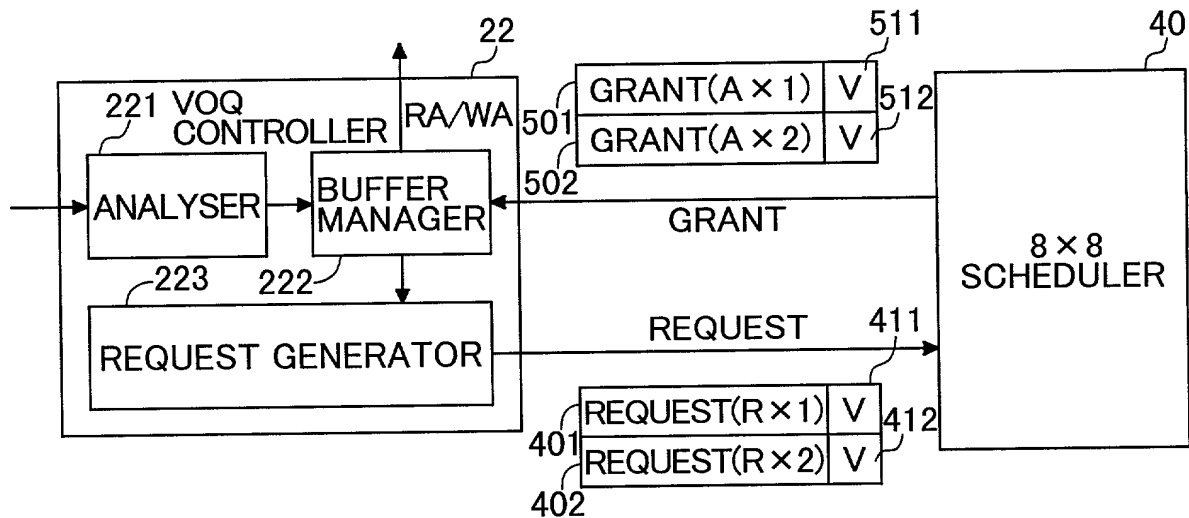 22
511
40
VOQ
CONTROLLER
221
RA/WA
501
GRANT(A×1) V
512
GRANT(A×2) V
502
ANALYSER
BUFFER
MANAGER
GRANT
8×8
SCHEDULER
223
222
REQUEST GENERATOR
REQUEST
411
401
REQUEST(R×1) V
412
REQUEST(R×2) V
402